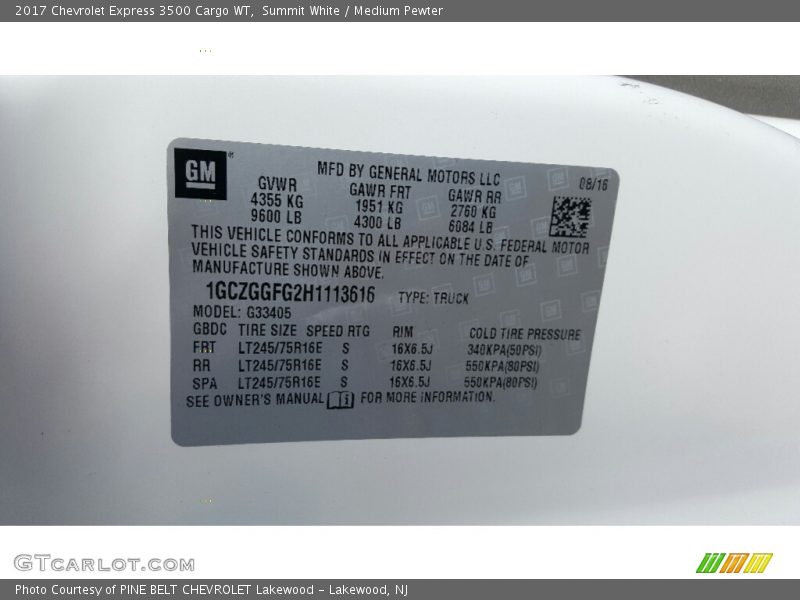 2017 Chevrolet Express 3500 Cargo WT, Summit White / Medium Pewter
GM
MFD BY GENERAL MOTORS LLC
08/16
GVWR GAWR FRT GAWR RR
4355 KG 1951 KG 2760 KG
9600 LB 4300 LB 6084 LB
THIS VEHICLE CONFORMS TO ALL APPLICABLE U.S. FEDERAL MOTOR
VEHICLE SAFETY STANDARDS IN EFFECT ON THE DATE OF
MANUFACTURE SHOWN ABOVE.
1GCZGGFG2H1113616 TYPE: TRUCK
MODEL: G33405
GBDC TIRE SIZE SPEED RTG RIM COLD TIRE PRESSURE
FRT LT245/75R16E S 16X6.5J 340KPA(50PSI)
RR LT245/75R16E S 16X6.5J 550KPA(80PSI)
SPA LT245/75R16E S 16X6.5J 550KPA(80PSI)
SEE OWNER'S MANUAL FOR MORE INFORMATION.
GTCARLOT.COM
Photo Courtesy of PINE BELT CHEVROLET Lakewood - Lakewood, NJ